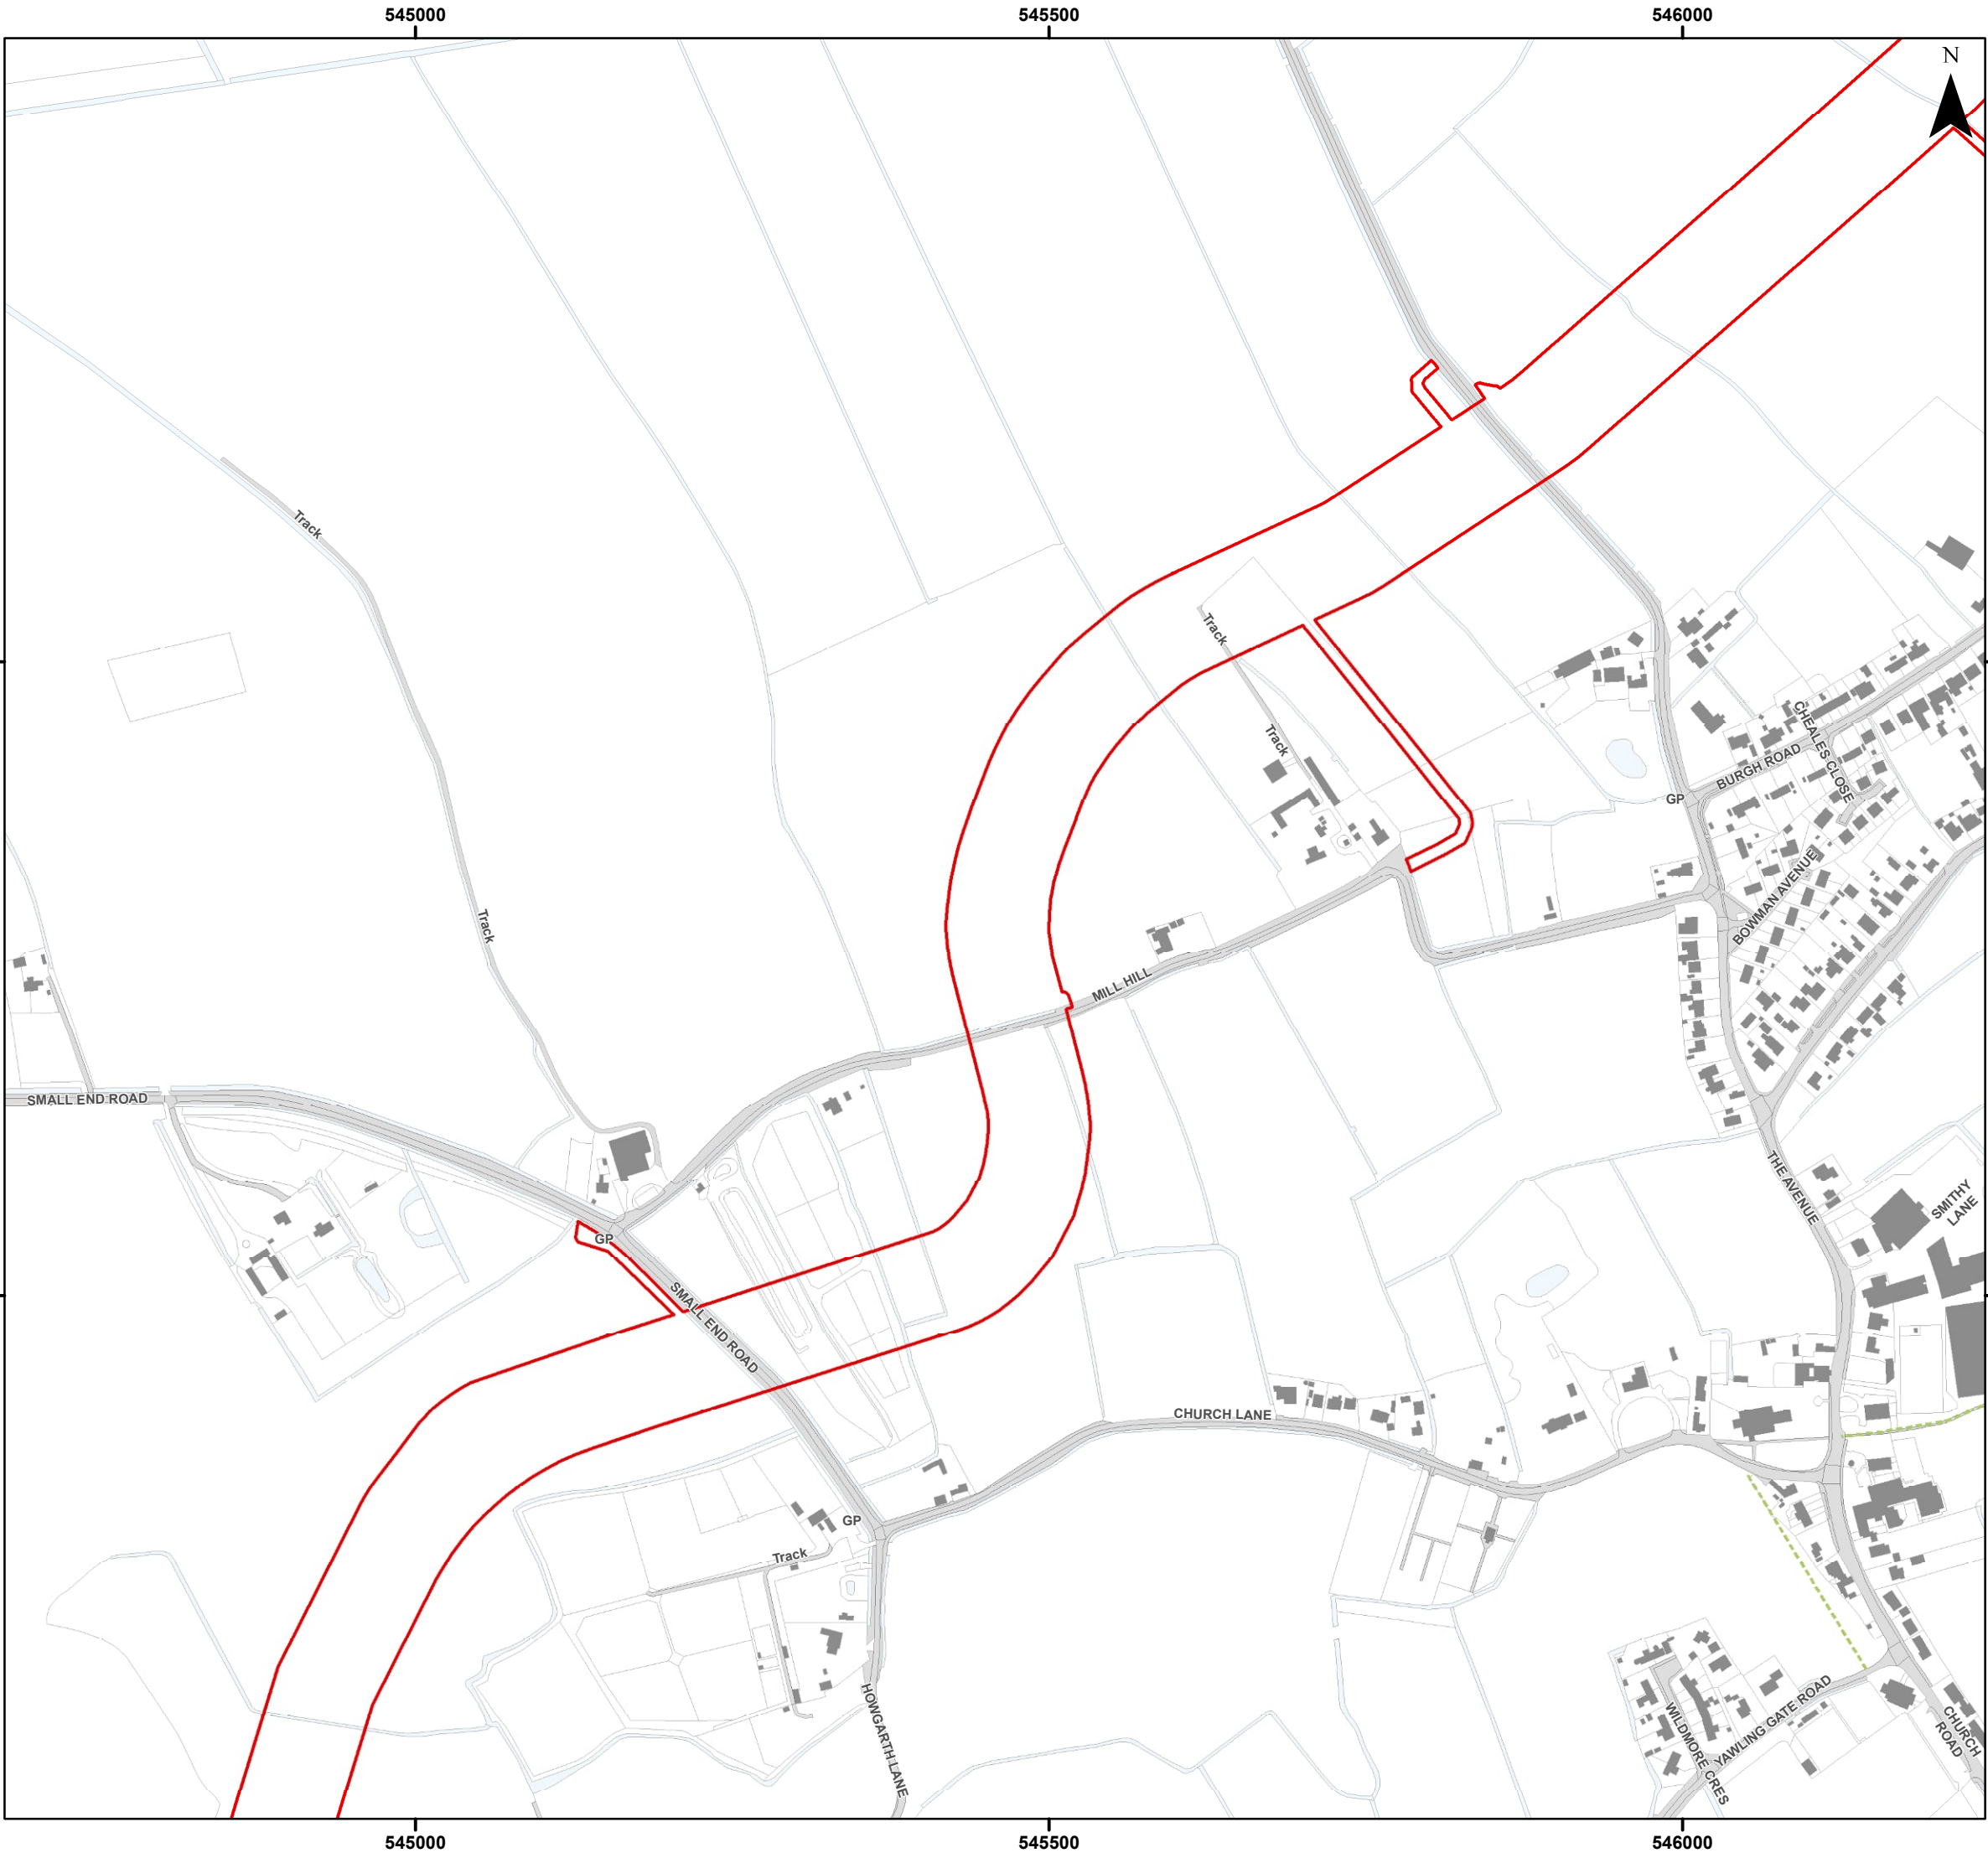 545000 545500 546000
N
Track
Track
Track
CHEALES CLOSE
BURGH ROAD
GP
Track
BOWMAN AVENUE
MILL HILL
SMALL END ROAD
THE AVENUE
SMITHY
LANE
GP
SMALL END ROAD
CHURCH LANE
GP
Track
HOWGARTH LANE
WILDMORE CRES
YAWLING GATE ROAD
CHURCH
ROAD
545000 545500 546000